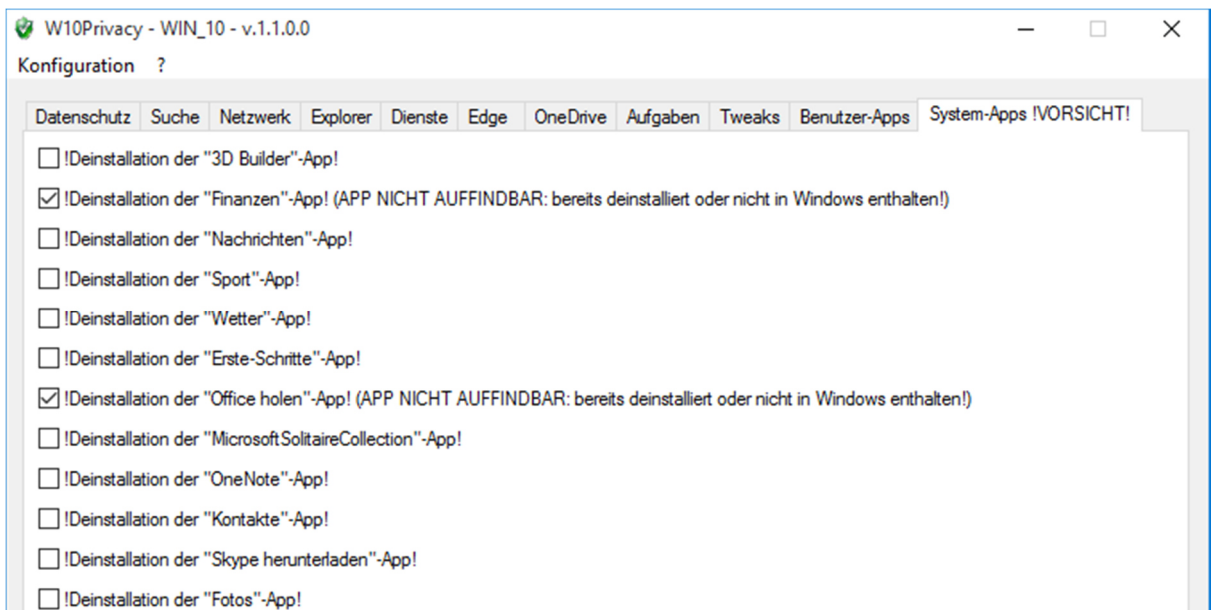 W10Privacy - WIN_10 - v.1.1.0.0
Konfiguration ?
Datenschutz Suche Netzwerk Explorer Dienste Edge OneDrive Aufgaben Tweaks Benutzer-Apps System-Apps !VORSICHT!
!Deinstallation der "3D Builder"-App!
!Deinstallation der "Finanzen"-App! (APP NICHT AUFFINDBAR: bereits deinstalliert oder nicht in Windows enthalten!)
!Deinstallation der "Nachrichten"-App!
!Deinstallation der "Sport"-App!
!Deinstallation der "Wetter"-App!
!Deinstallation der "Erste-Schritte"-App!
!Deinstallation der "Office holen"-App! (APP NICHT AUFFINDBAR: bereits deinstalliert oder nicht in Windows enthalten!)
!Deinstallation der "MicrosoftSolitaireCollection"-App!
!Deinstallation der "OneNote"-App!
!Deinstallation der "Kontakte"-App!
!Deinstallation der "Skype herunterladen"-App!
!Deinstallation der "Fotos"-App!